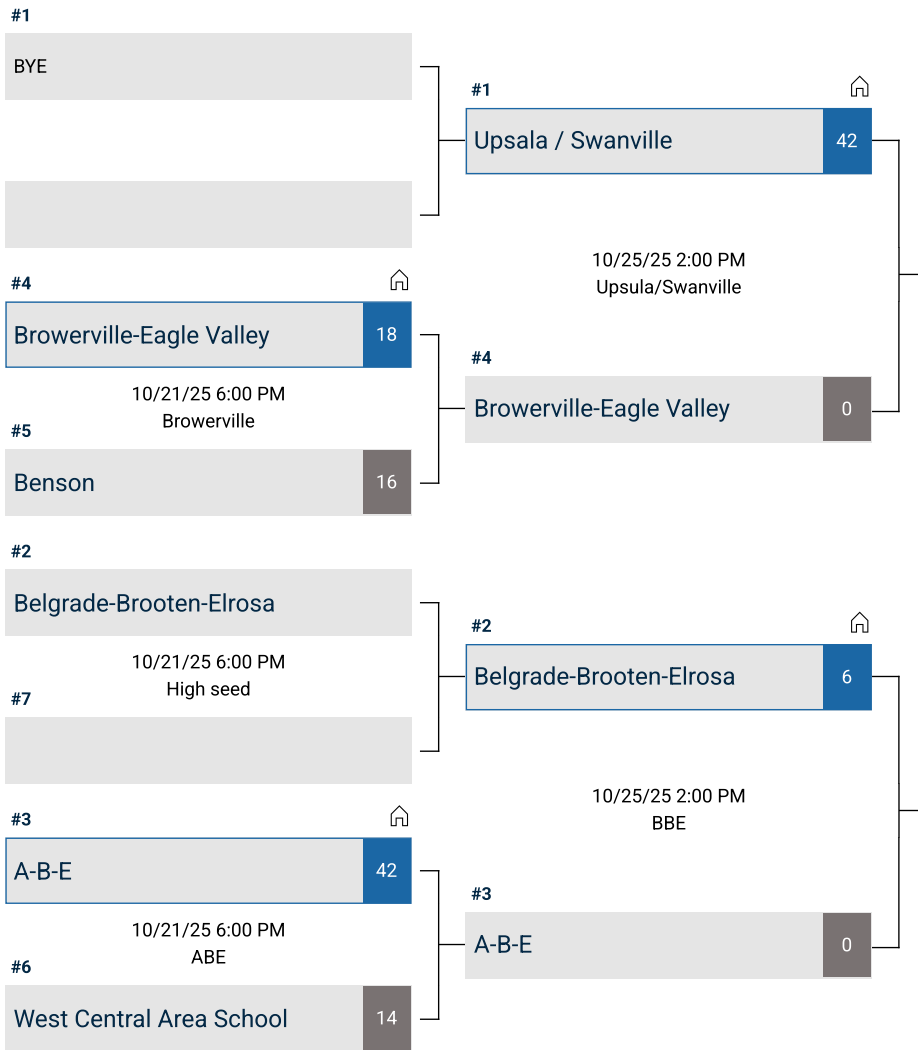 #1
BYE
#4
Browerville-Eagle Valley 18
10/21/25 6:00 PM
Browerville
#5
Benson 16
#2
Belgrade-Brooten-Elrosa
10/21/25 6:00 PM
High seed
#7
#3
A-B-E 42
10/21/25 6:00 PM
ABE
#6
West Central Area School 14
#1
Upsala / Swanville 42
10/25/25 2:00 PM
Upsula/Swanville
#4
Browerville-Eagle Valley 0
#2
Belgrade-Brooten-Elrosa 6
10/25/25 2:00 PM
BBE
#3
A-B-E 0